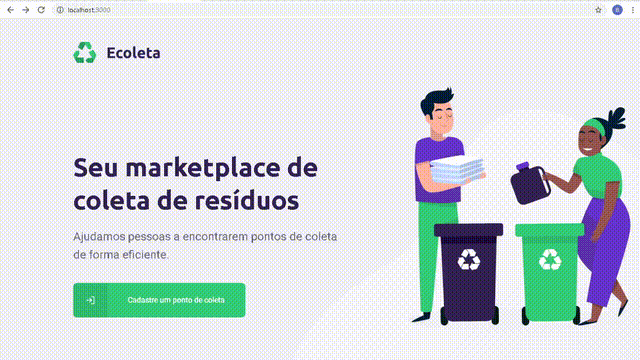 localhost:3000
Ecoleta
Seu marketplace de
coleta de resíduos
Ajudamos pessoas a encontrarem pontos de coleta
de forma eficiente.
Cadastre um ponto de coleta